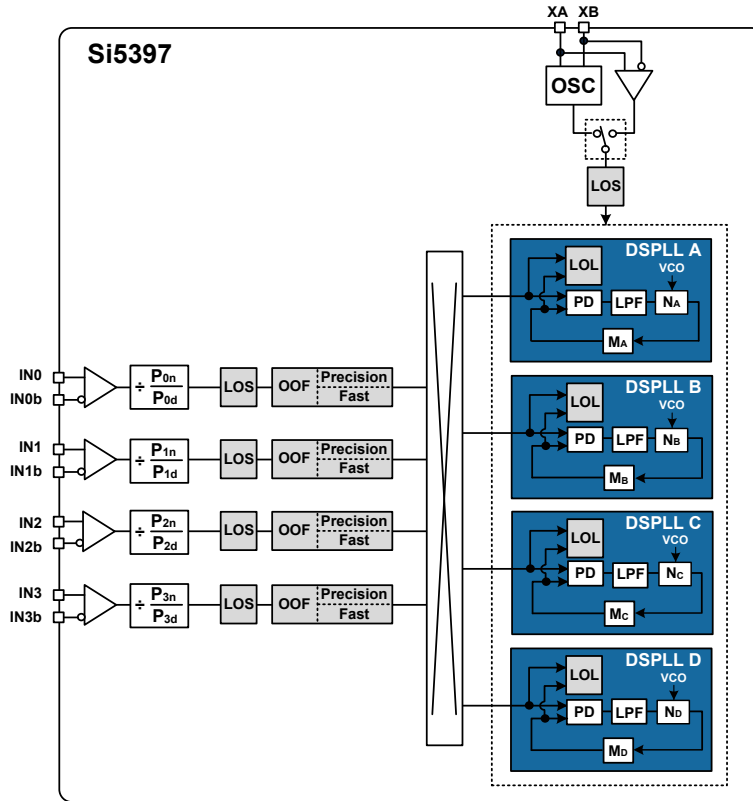 XA XB
Si5397
OSC
LOS
DSPLL A
LOL
VCO
PD LPF NA
MA
DSPLL B
LOL
VCO
PD LPF NB
MB
DSPLL C
LOL
VCO
PD LPF NC
MC
DSPLL D
LOL
VCO
PD LPF ND
MD
IN0
IN0b
÷ P0n
P0d
LOS
OOF
Precision
Fast
IN1
IN1b
÷ P1n
P1d
LOS
OOF
Precision
Fast
IN2
IN2b
÷ P2n
P2d
LOS
OOF
Precision
Fast
IN3
IN3b
÷ P3n
P3d
LOS
OOF
Precision
Fast